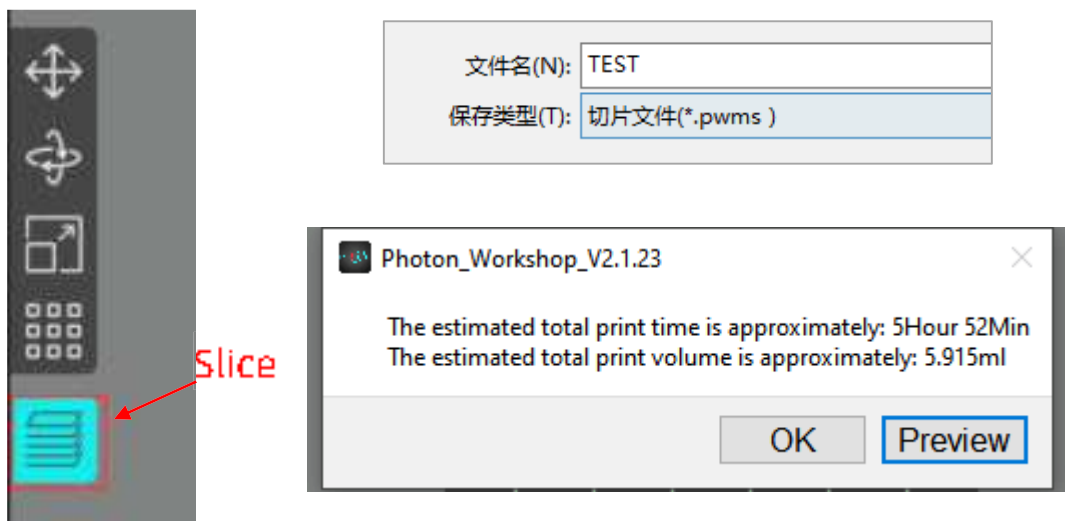 文件名(N): TEST
保存类型(T): 切片文件(*.pwms )
Slice
Photon_Workshop_V2.1.23
The estimated total print time is approximately: 5Hour 52Min
The estimated total print volume is approximately: 5.915ml
OK Preview